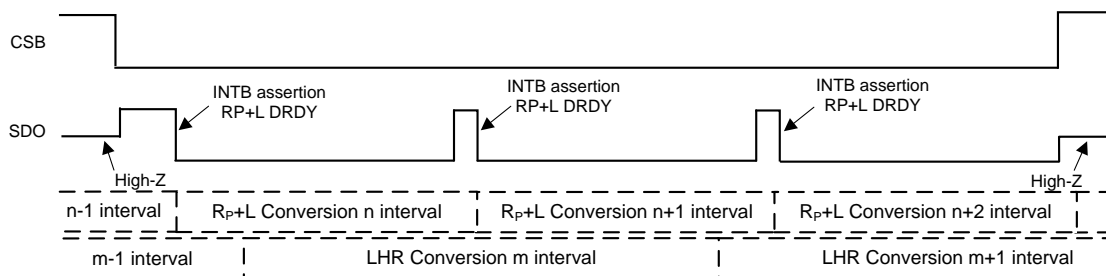 CSB
INTB assertion
RP+L DRDY
INTB assertion
RP+L DRDY
INTB assertion
RP+L DRDY
SDO
High-Z
High-Z
n-1 interval
RP+L Conversion n interval
RP+L Conversion n+1 interval
RP+L Conversion n+2 interval
m-1 interval
LHR Conversion m interval
LHR Conversion m+1 interval